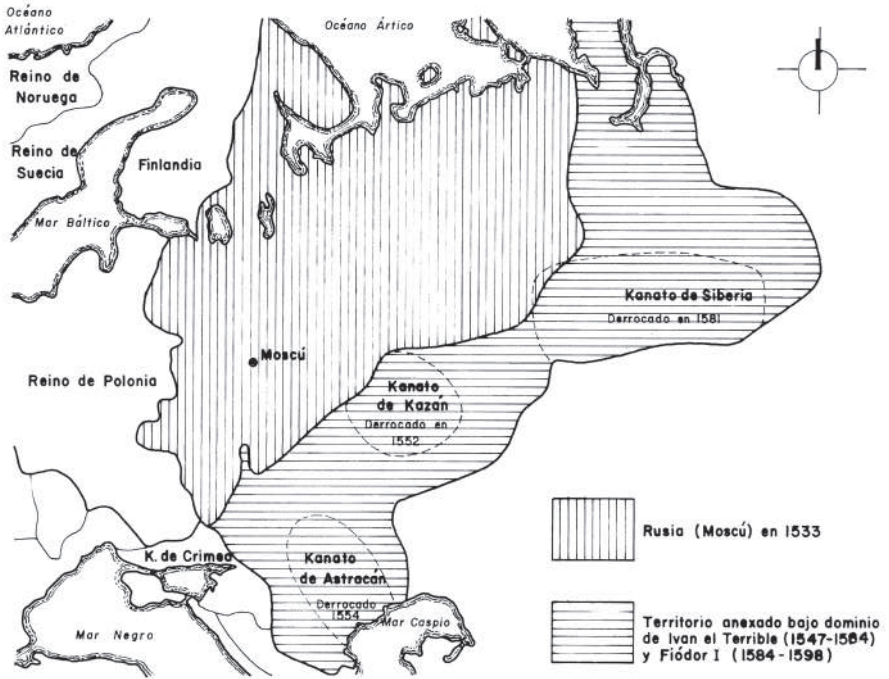 Océano
Atlántico
Océano Ártico
Reino de
Noruega
Reino de
Suecia
Finlandia
Mar Báltico
Kanato de Siberia
Derrocado en 1581
Moscú
Reino de Polonia
Kanato
de Kazán
Derrocado en
1552
Rusia (Moscú) en 1533
K. de Crimea
Kanato
de Astracán
Derrocado
1554
Mar Negro
Mar Caspio
Territorio anexado bajo dominio
de Ivan el Terrible (1547-1584)
y Fiódor I (1584-1598)